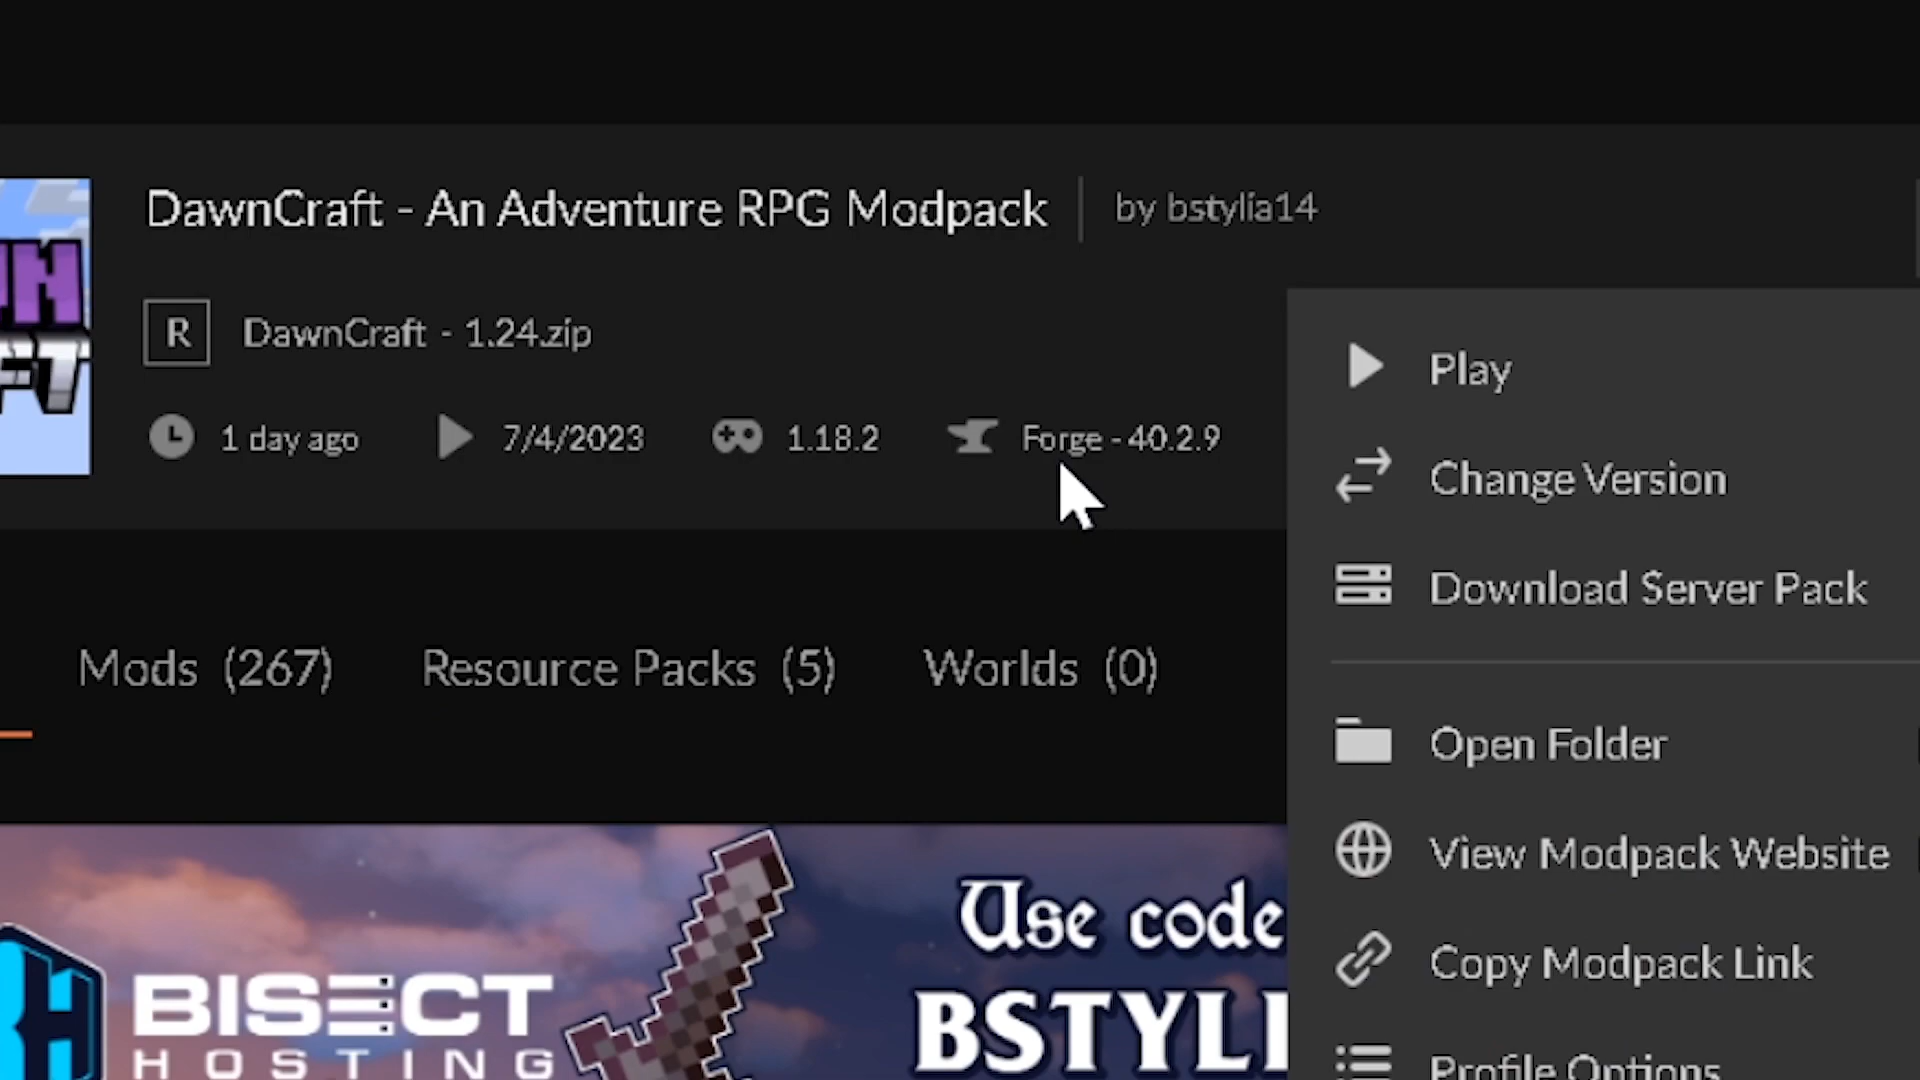 DawnCraft - An Adventure RPG Modpack
by bstylia14
R
DawnCraft - 1.24.zip
1 day ago
7/4/2023
1.18.2
Forge - 40.2.9
Mods (267)
Resource Packs (5)
Worlds (0)
Play
Change Version
Download Server Pack
Open Folder
View Modpack Website
Copy Modpack Link
Profile Options
BISECT
HOSTING
Use code
BSTYLI